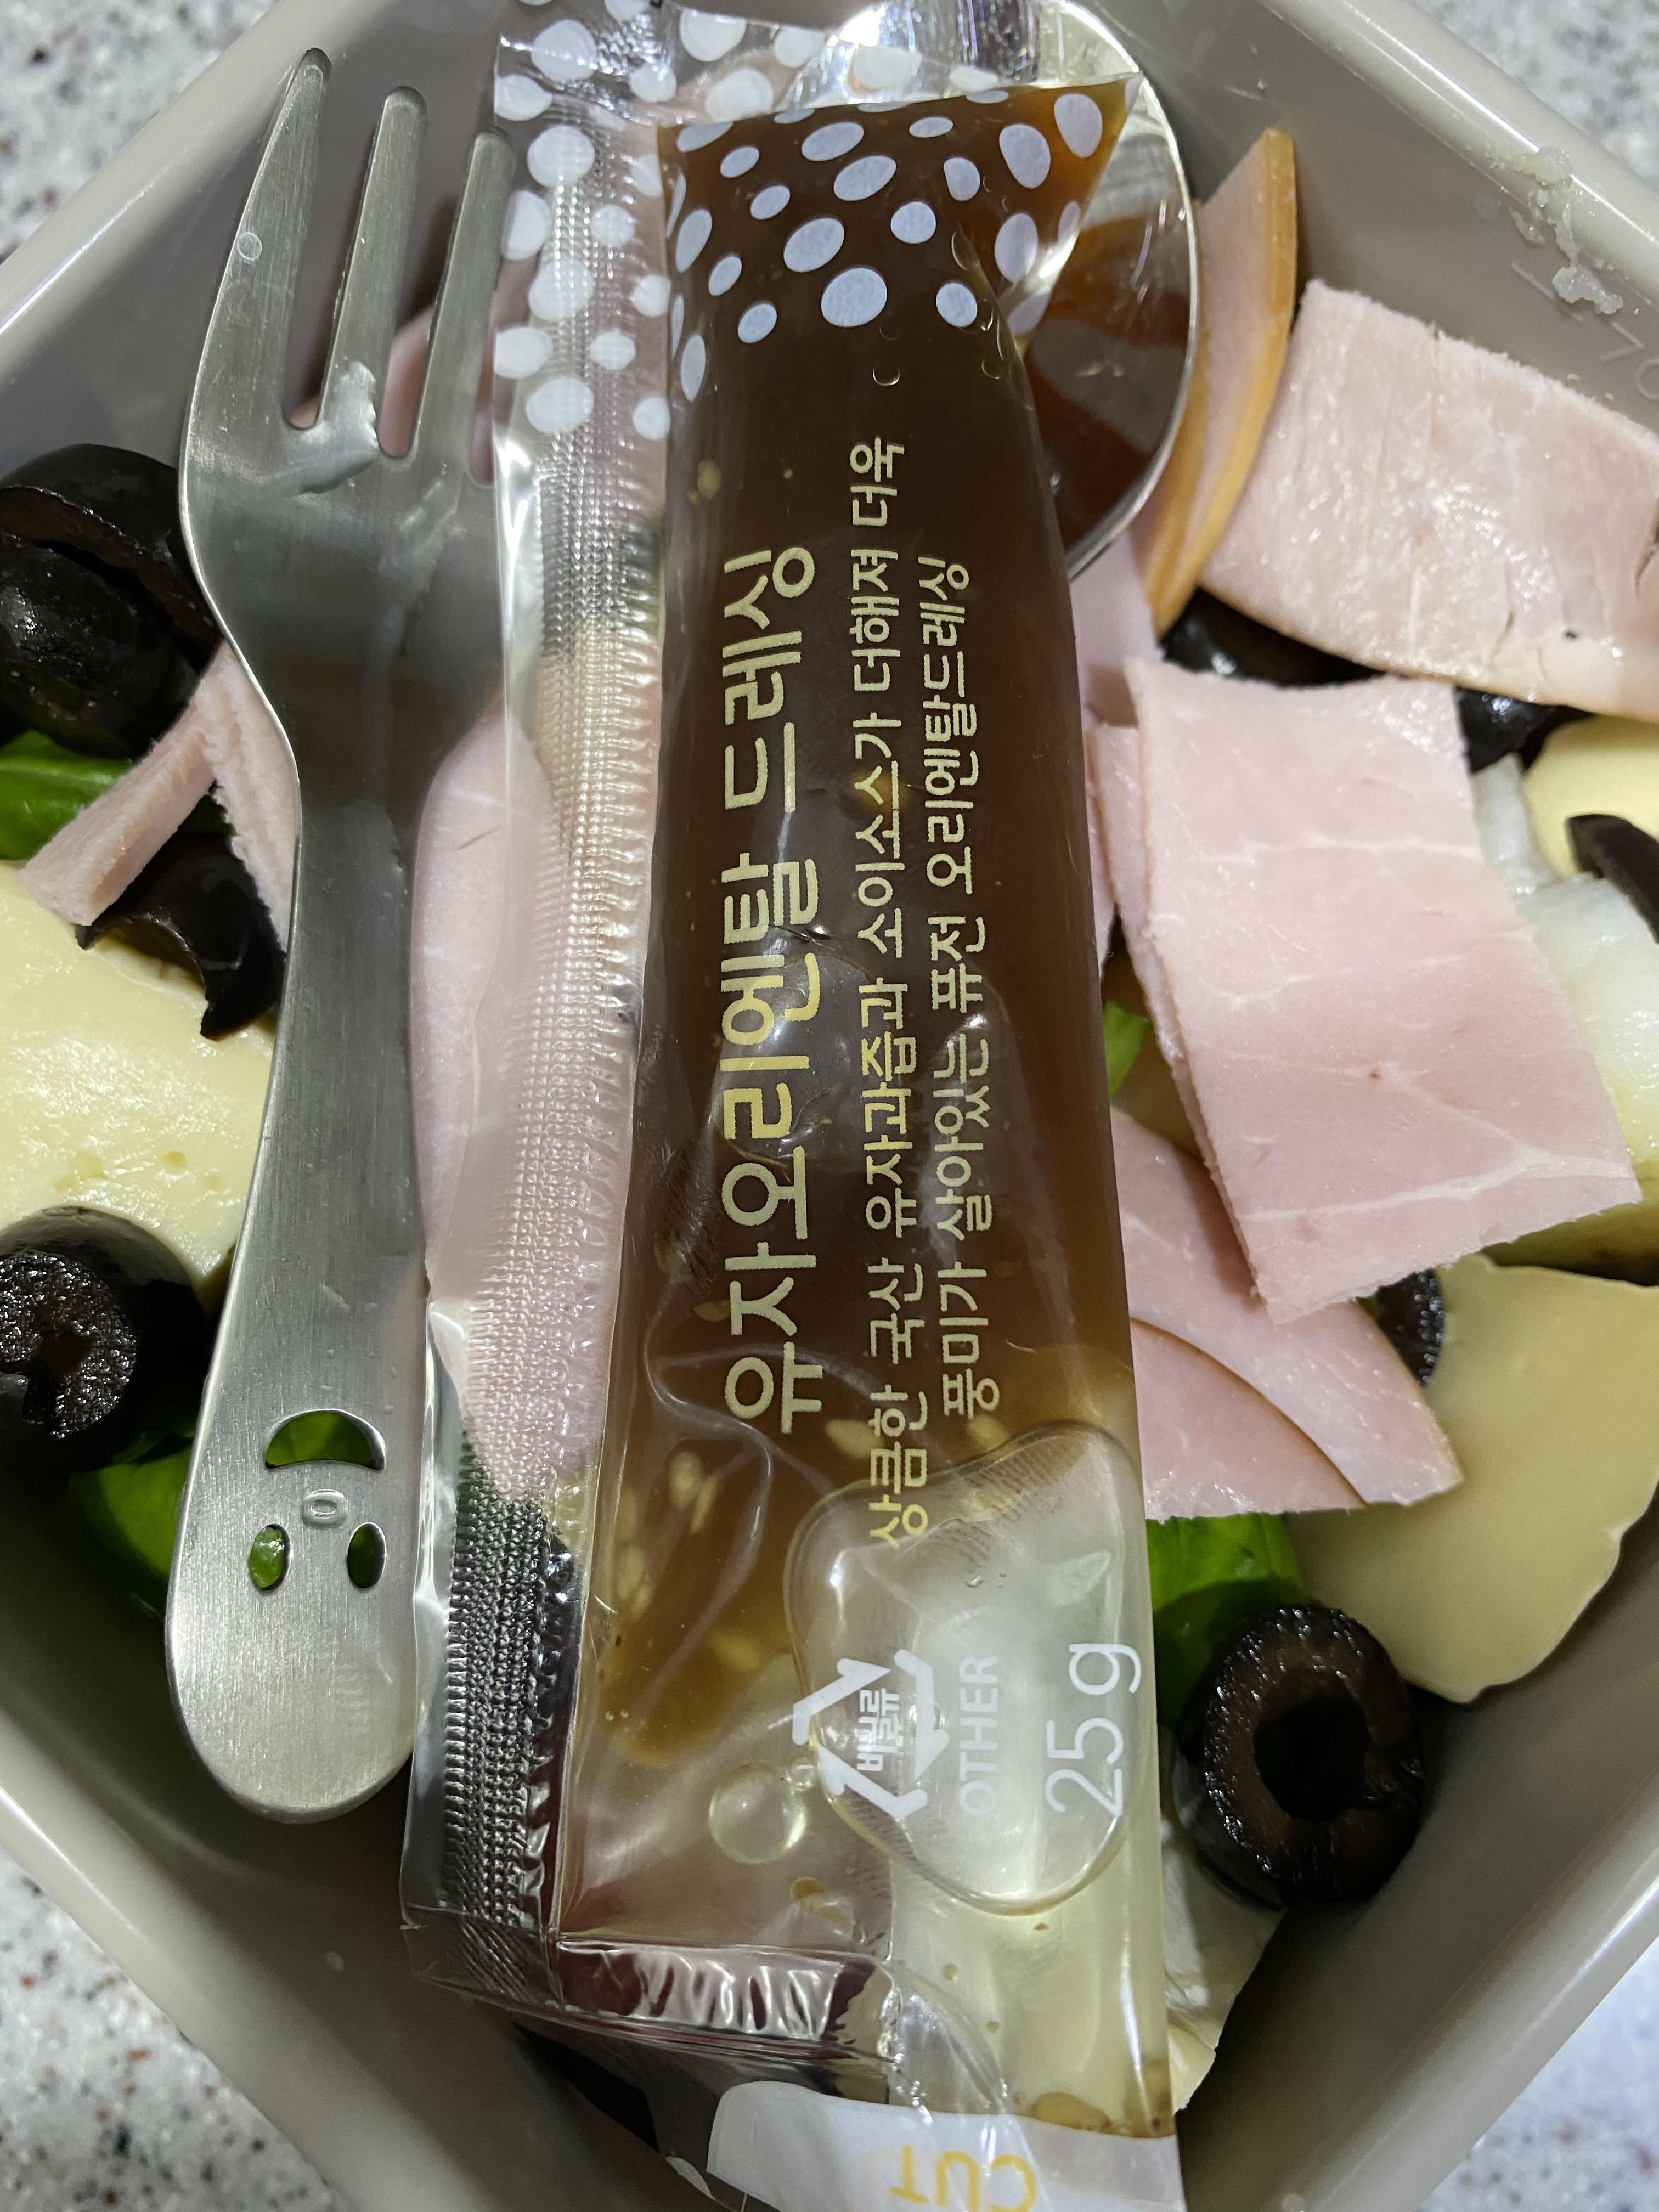 유자오리엔탈 드레싱
상큼한 국산 유자과즙과 소이소스가 더해져 더욱
풍미가 살아있는 퓨전 오리엔탈드레싱
비닐류
OTHER
25 g
CUT